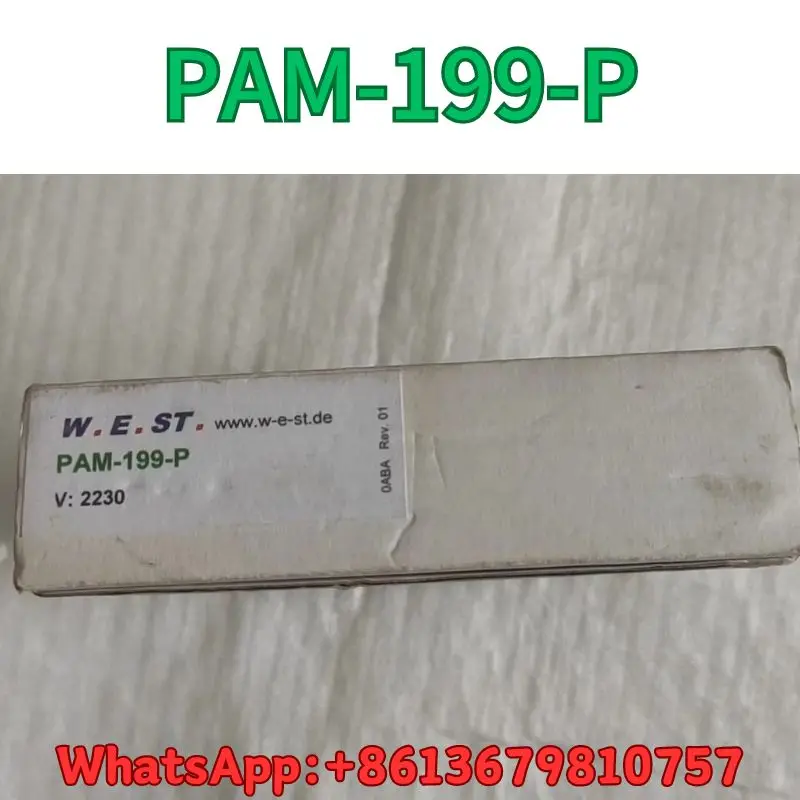 PAM-199-P
W.E.ST. www.w-e-st.de
PAM-199-P
V: 2230
0ABA Rev. 01
WhatsApp:+8613679810757